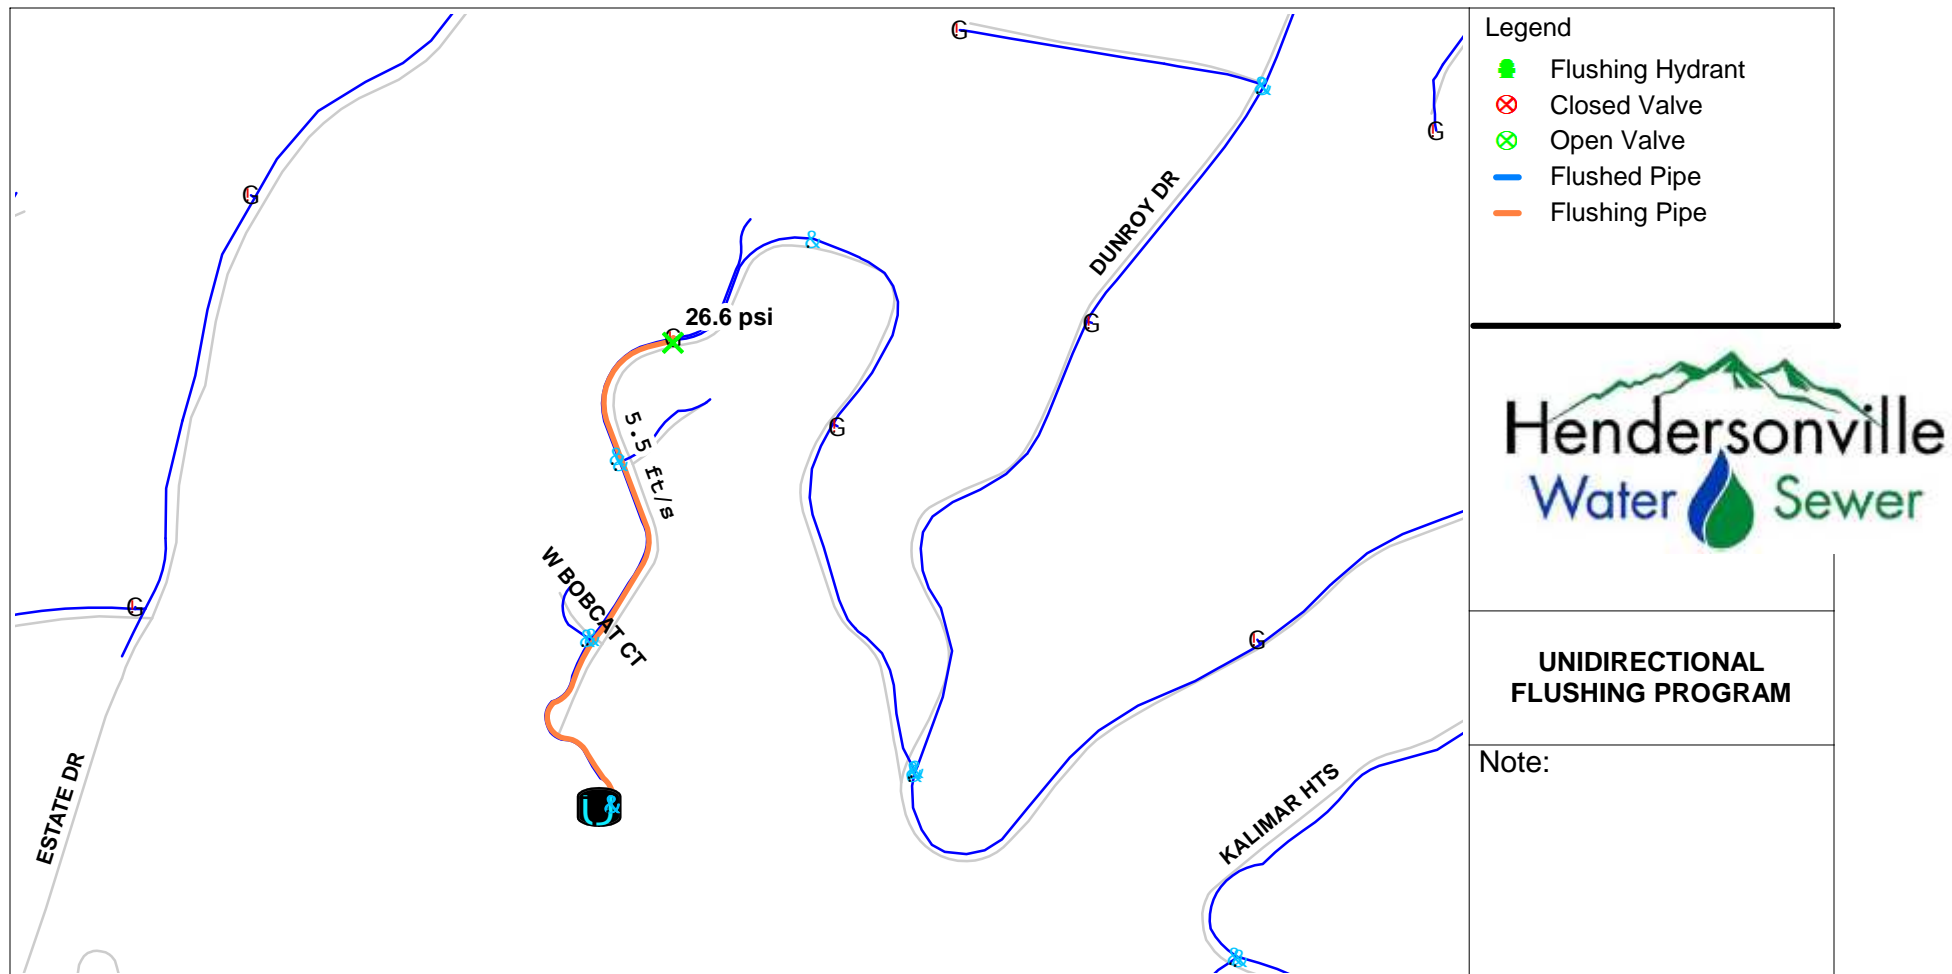 Legend
Flushing Hydrant
Closed Valve
Open Valve
Flushed Pipe
Flushing Pipe
Hendersonville
Water Sewer
UNIDIRECTIONAL
FLUSHING PROGRAM
Note:
DUNROY DR
26.6 psi
5.5 ft/s
W BOBCAT CT
ESTATE DR
KALIMAR HTS
G
G
G
G
G
G
G
G
&
&
&
&
&
&
&